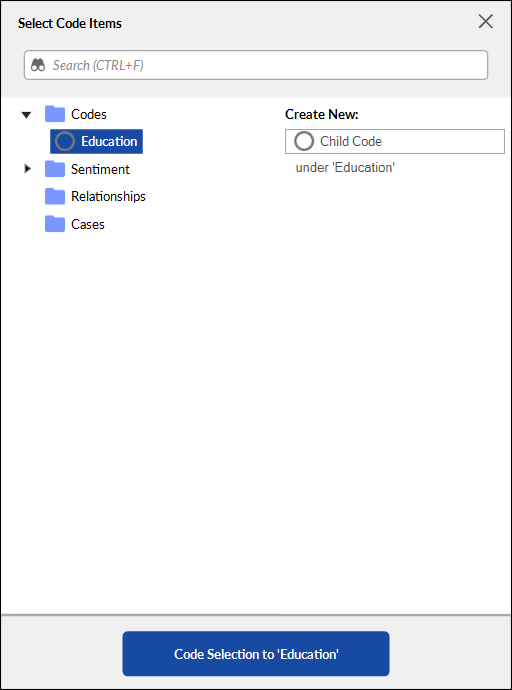 Select Code Items
Search (CTRL+F)
Codes
Education
Sentiment
Relationships
Cases
Create New:
Child Code
under 'Education'
Code Selection to 'Education'